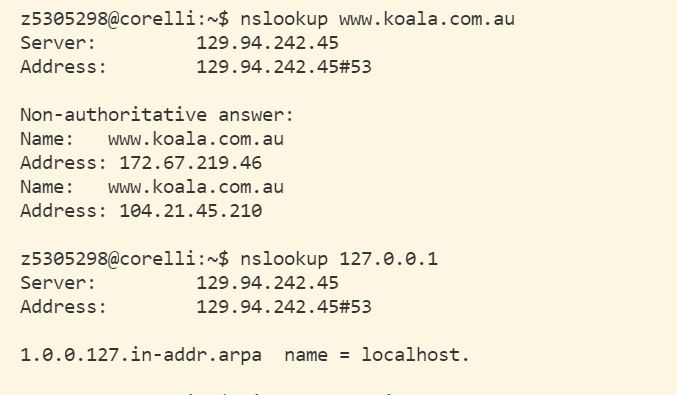 z5305298@corelli:~$ nslookup www.koala.com.au
Server:         129.94.242.45
Address:        129.94.242.45#53
Non-authoritative answer:
Name:   www.koala.com.au
Address: 172.67.219.46
Name:   www.koala.com.au
Address: 104.21.45.210
z5305298@corelli:~$ nslookup 127.0.0.1
Server:         129.94.242.45
Address:        129.94.242.45#53
1.0.0.127.in-addr.arpa  name = localhost.